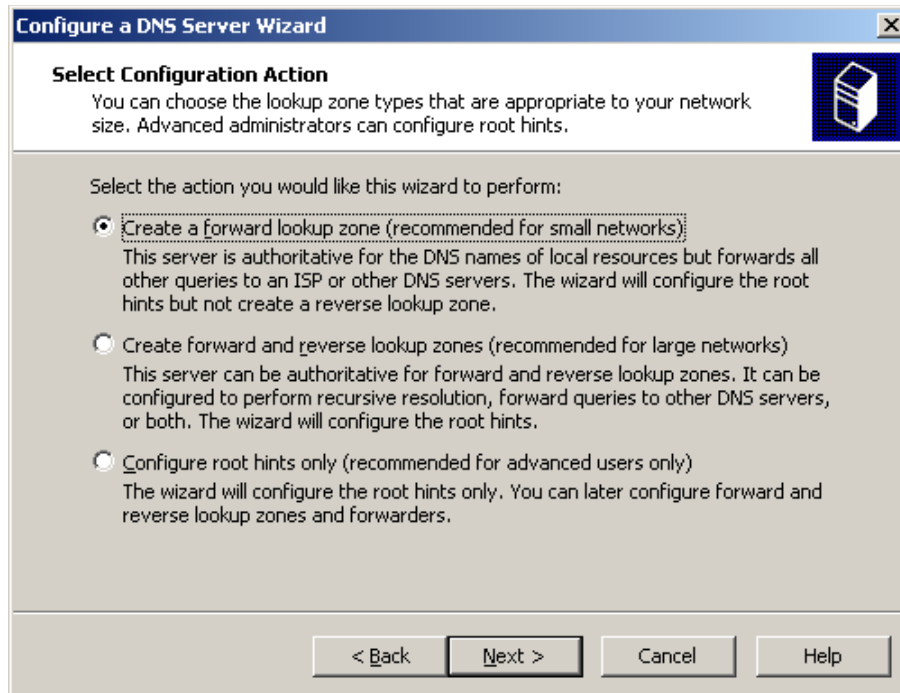 Configure a DNS Server Wizard
Select Configuration Action
You can choose the lookup zone types that are appropriate to your network
size. Advanced administrators can configure root hints.
Select the action you would like this wizard to perform:
Create a forward lookup zone (recommended for small networks)
This server is authoritative for the DNS names of local resources but forwards all
other queries to an ISP or other DNS servers. The wizard will configure the root
hints but not create a reverse lookup zone.
Create forward and reverse lookup zones (recommended for large networks)
This server can be authoritative for forward and reverse lookup zones. It can be
configured to perform recursive resolution, forward queries to other DNS servers,
or both. The wizard will configure the root hints.
Configure root hints only (recommended for advanced users only)
The wizard will configure the root hints only. You can later configure forward and
reverse lookup zones and forwarders.
< Back Next > Cancel Help